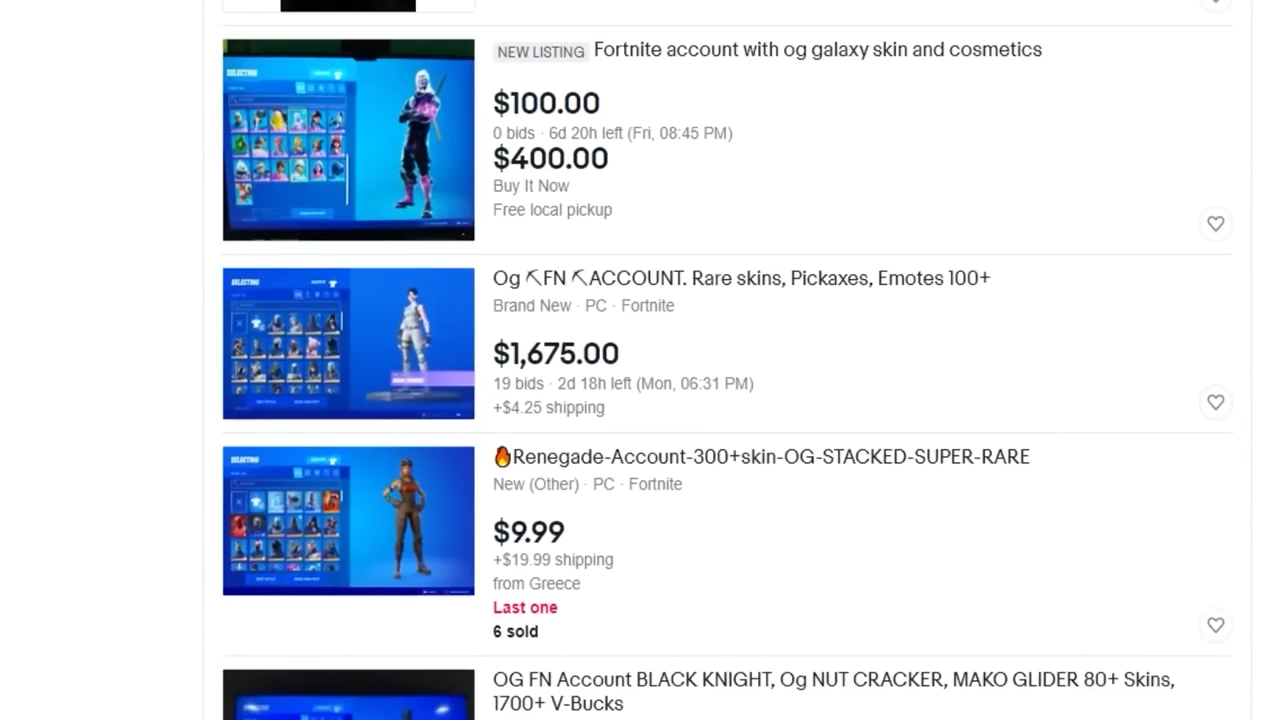 NEW LISTING Fortnite account with og galaxy skin and cosmetics
$100.00
0 bids · 6d 20h left (Fri, 08:45 PM)
$400.00
Buy It Now
Free local pickup
SELECTING
Og ⛏FN ⛏ACCOUNT. Rare skins, Pickaxes, Emotes 100+
Brand New · PC · Fortnite
$1,675.00
19 bids · 2d 18h left (Mon, 06:31 PM)
+$4.25 shipping
SELECTING
🔥Renegade-Account-300+skin-OG-STACKED-SUPER-RARE
New (Other) · PC · Fortnite
$9.99
+$19.99 shipping
from Greece
Last one
6 sold
SELECTING
OG FN Account BLACK KNIGHT, Og NUT CRACKER, MAKO GLIDER 80+ Skins,
1700+ V-Bucks